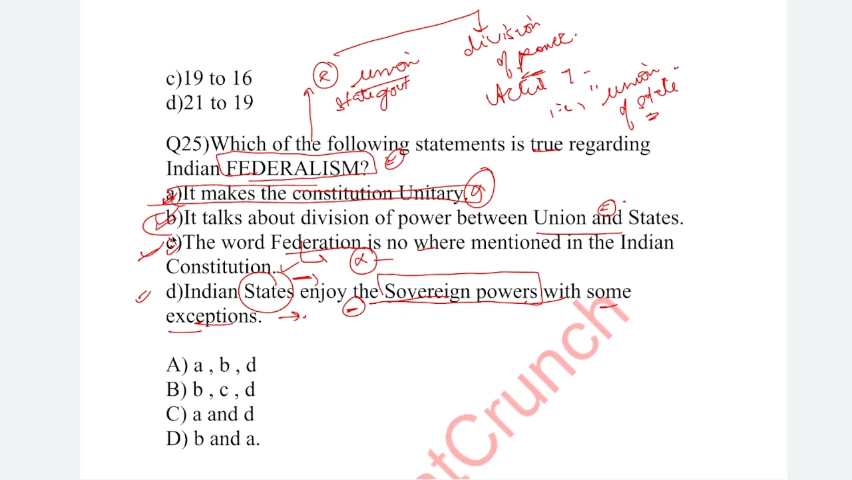 division
of power.
union
state govt
Article 1 -
i.e., "union
of state
c)19 to 16
d)21 to 19
Q25)Which of the following statements is true regarding
Indian FEDERALISM?
a)It makes the constitution Unitary.
b)It talks about division of power between Union and States.
c)The word Federation is no where mentioned in the Indian
Constitution.
d)Indian States enjoy the Sovereign powers with some
exceptions.
A) a , b , d
B) b , c , d
C) a and d
D) b and a.
tCrunch